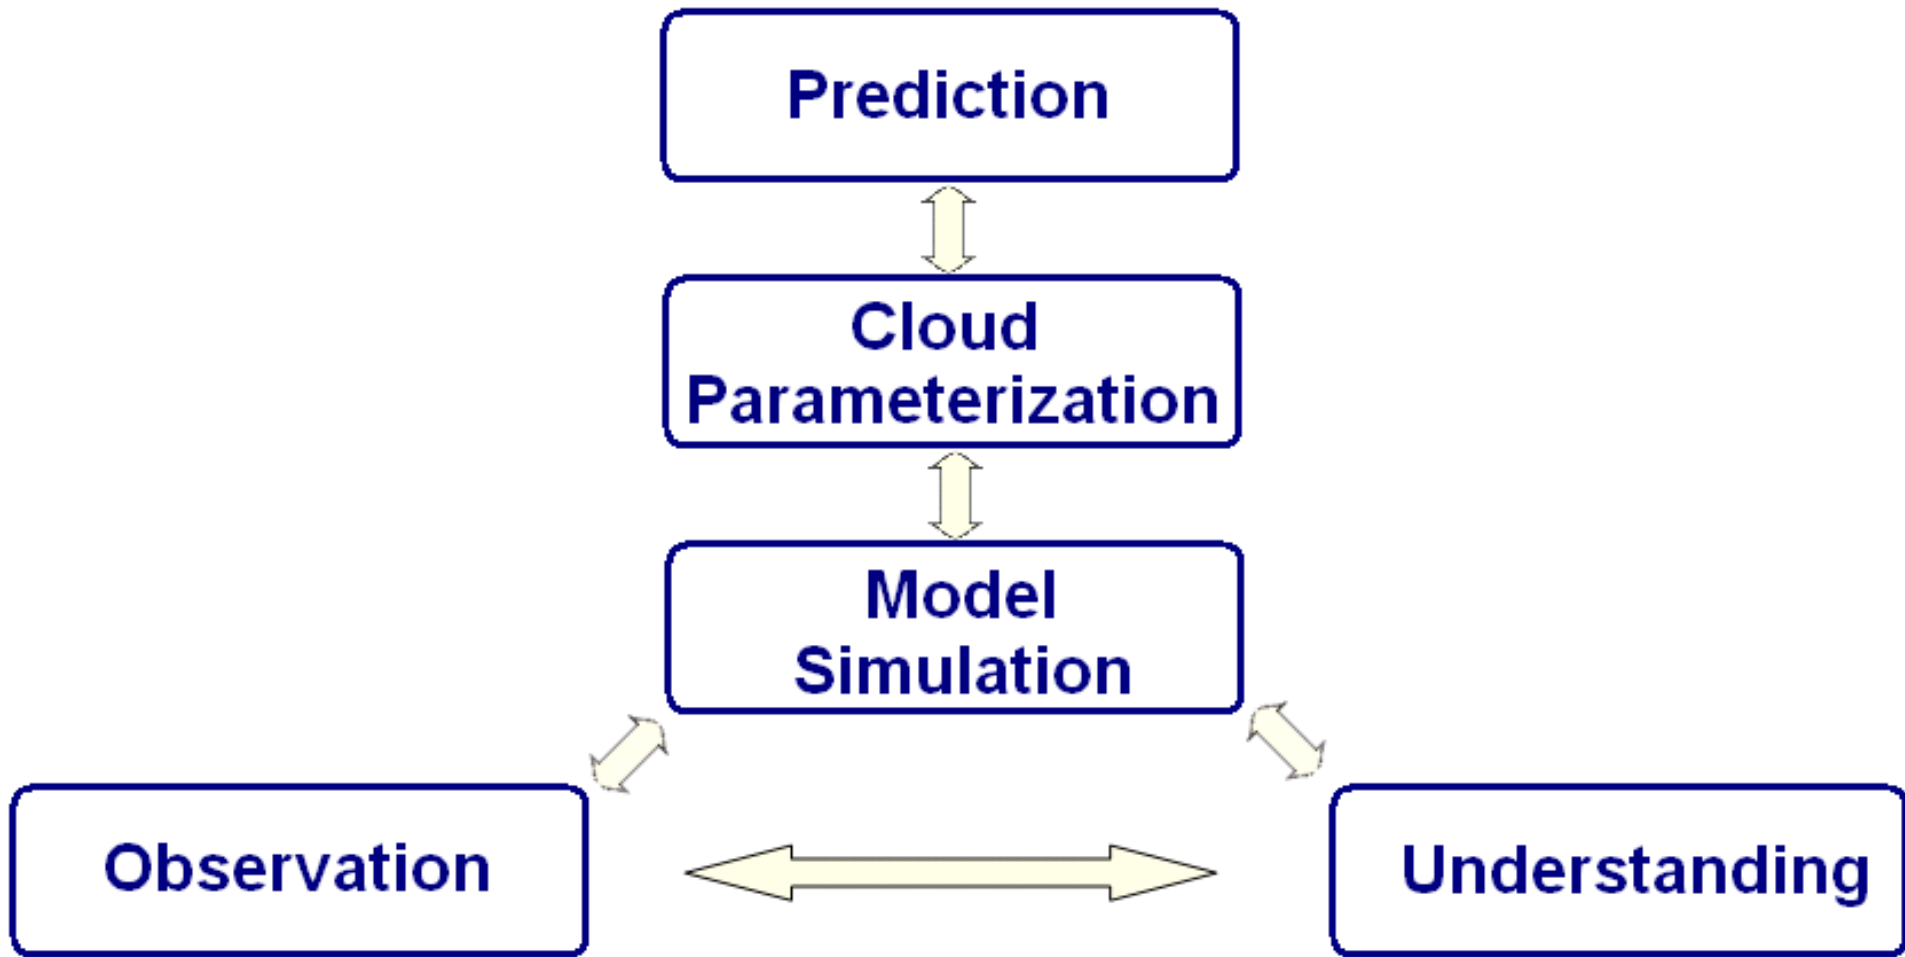 Prediction
Cloud
Parameterization
Model
Simulation
Observation
Understanding